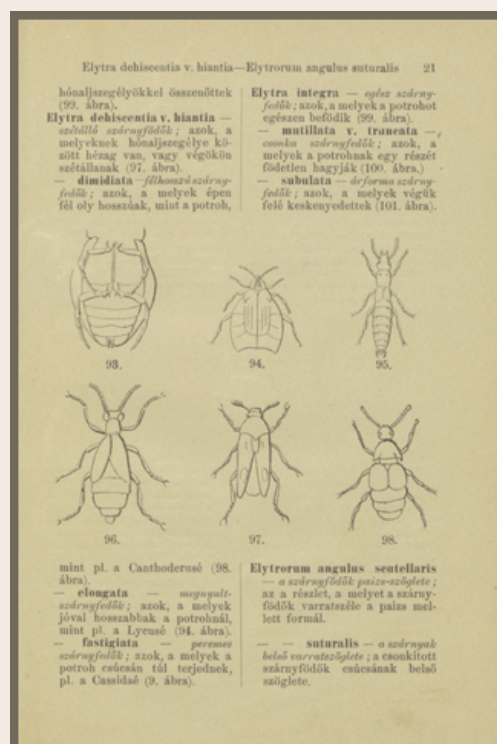 Elytra dehiscentia v. hiantia—Elytrorum angulus suturalis 21
hónaljszegélyökkel összenőttek
(99. ábra).
Elytra dehiscentia v. hiantia —
szétálló szárnyfödők; azok, a
melyeknek hónaljszegélye kö-
zött hézag van, vagy végökön
szétállanak (97. ábra).
— dimidiata — félhosszú szárny-
fedők; azok, a melyek épen
fél oly hosszúak, mint a potroh,
Elytra integra — egész szárny-
fedők; azok, a melyek a potrohot
egészen befödik (99. ábra).
— mutillata v. truncata —
csonka szárnyfedők; azok, a
melyek a potrohnak egy részét
födetlen hagyják (100. ábra.)
— subulata — árforma szárny-
fedők; azok, a melyek végük
felé keskenyedettek (101. ábra).
93.
94.
95.
96.
97.
98.
mint pl. a Canthoderusé (98.
ábra).
— elongata — megnyult-
szárnyfedők; azok, a melyek
jóval hosszabbak a potrohnál,
mint pl. a Lycusé (94. ábra).
— fastigiata — peremes
szárnyfedők; azok, a melyek a
potroh csúcsán túl terjednek,
pl. a Cassidaé (9. ábra).
Elytrorum angulus scutellaris
— a szárnyfödők paizs-szöglete;
az a részlet, a melyet a szárny-
födők varratszéle a paizs mel-
lett formál.
— — suturalis — a szárnyak
belső varratszöglete; a csonkított
szárnyfödők csúcsának belső
szöglete.